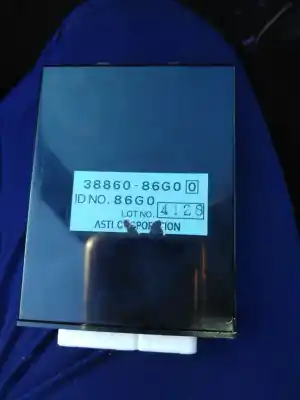 38860-86G0 0
ID NO. 86G0
LOT NO. 4128
ASTI CORPORATION